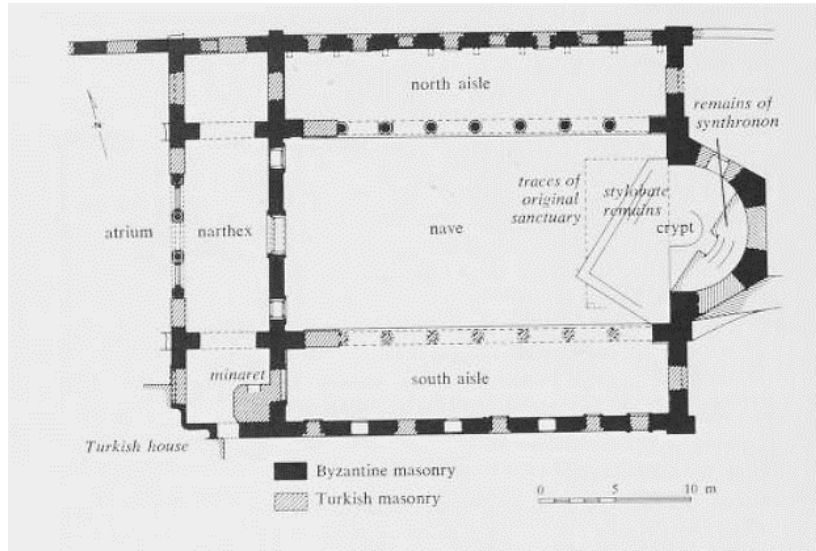 north aisle
remains of
synthronon
N
traces of
original
sanctuary
stylobate
remains
atrium
narthex
nave
crypt
minaret
south aisle
Turkish house
Byzantine masonry
Turkish masonry
0 5 10 m